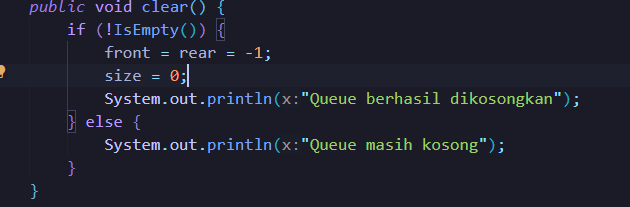 public void clear() {
if (!IsEmpty()) {
front = rear = -1;
size = 0;
System.out.println(x:"Queue berhasil dikosongkan");
} else {
System.out.println(x:"Queue masih kosong");
}
}